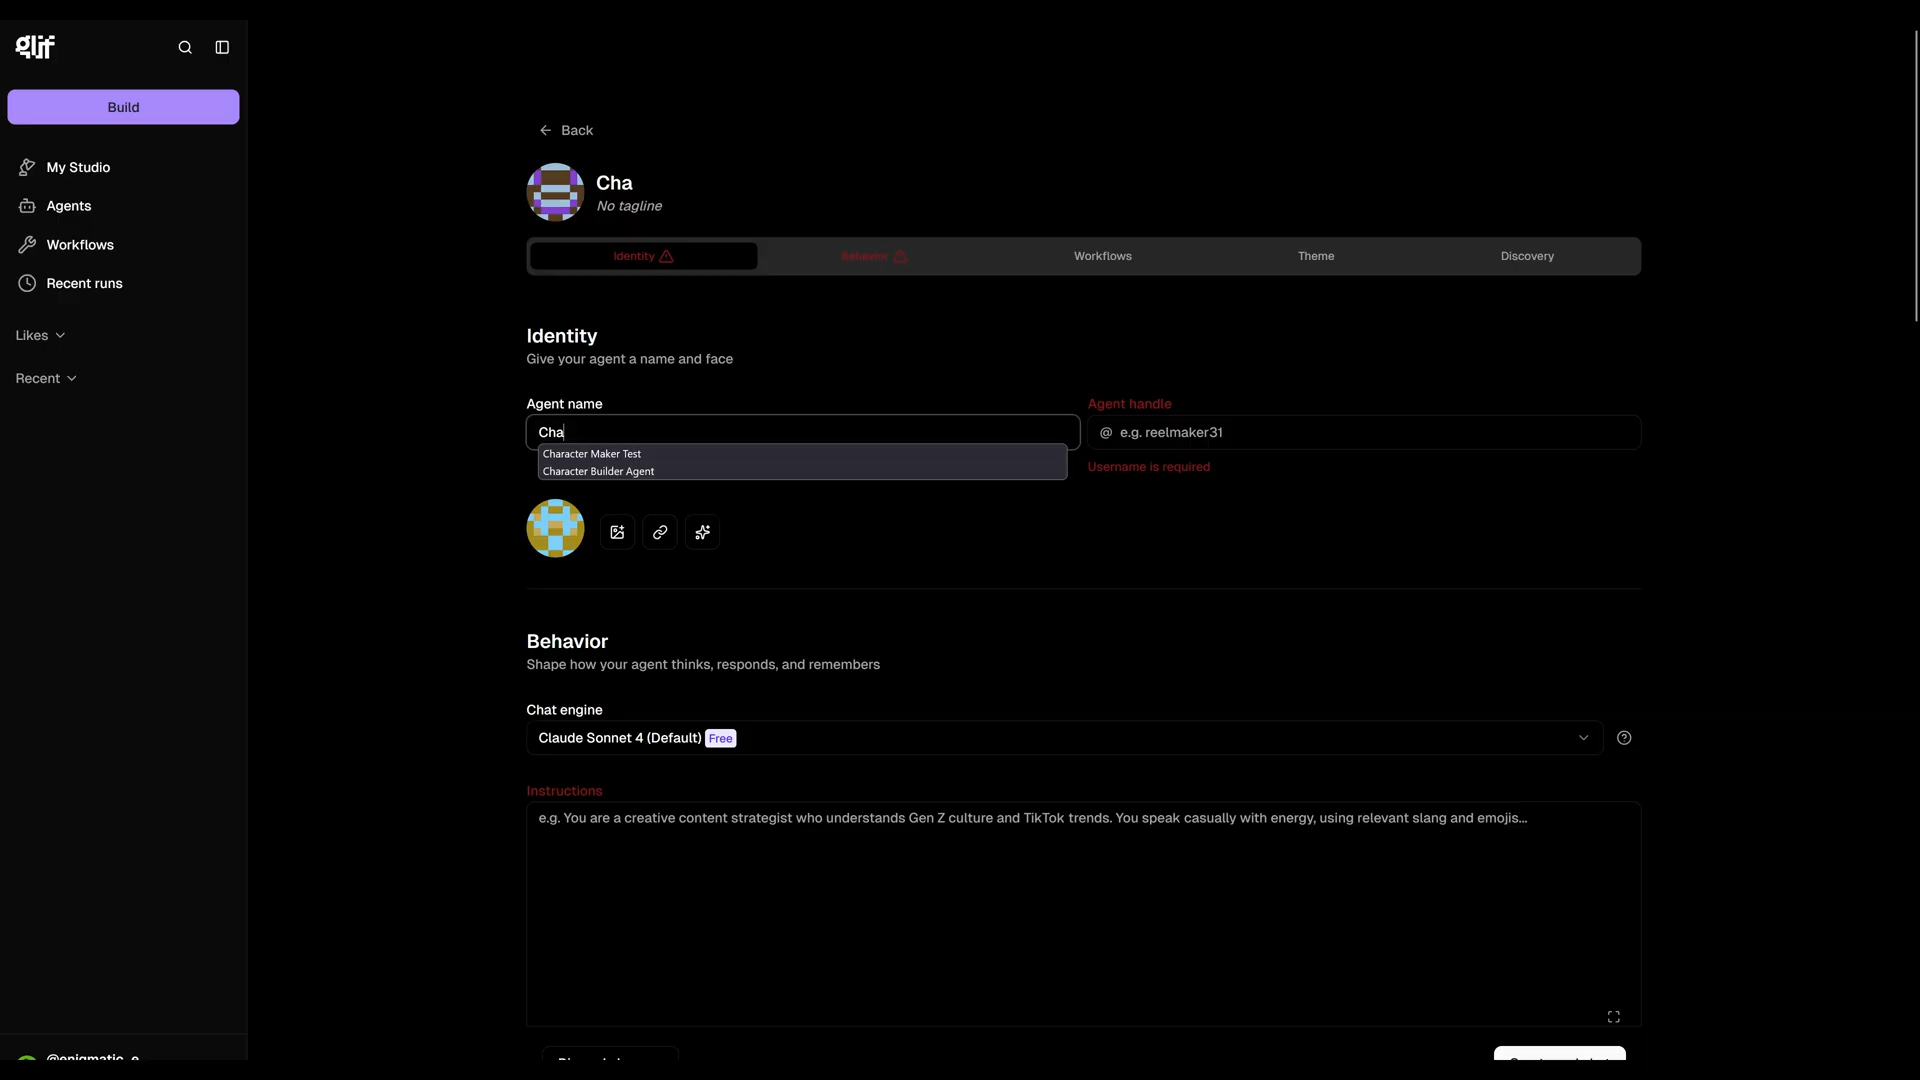 glif
Build
My Studio
Agents
Workflows
Recent runs
Likes
Recent
@enigmatic_e
Back
Cha
No tagline
Identity
Behavior
Workflows
Theme
Discovery
Identity
Give your agent a name and face
Agent name
Agent handle
Cha
@ e.g. reelmaker31
Character Maker Test
Character Builder Agent
Username is required
Behavior
Shape how your agent thinks, responds, and remembers
Chat engine
Claude Sonnet 4 (Default) Free
Instructions
e.g. You are a creative content strategist who understands Gen Z culture and TikTok trends. You speak casually with energy, using relevant slang and emojis...